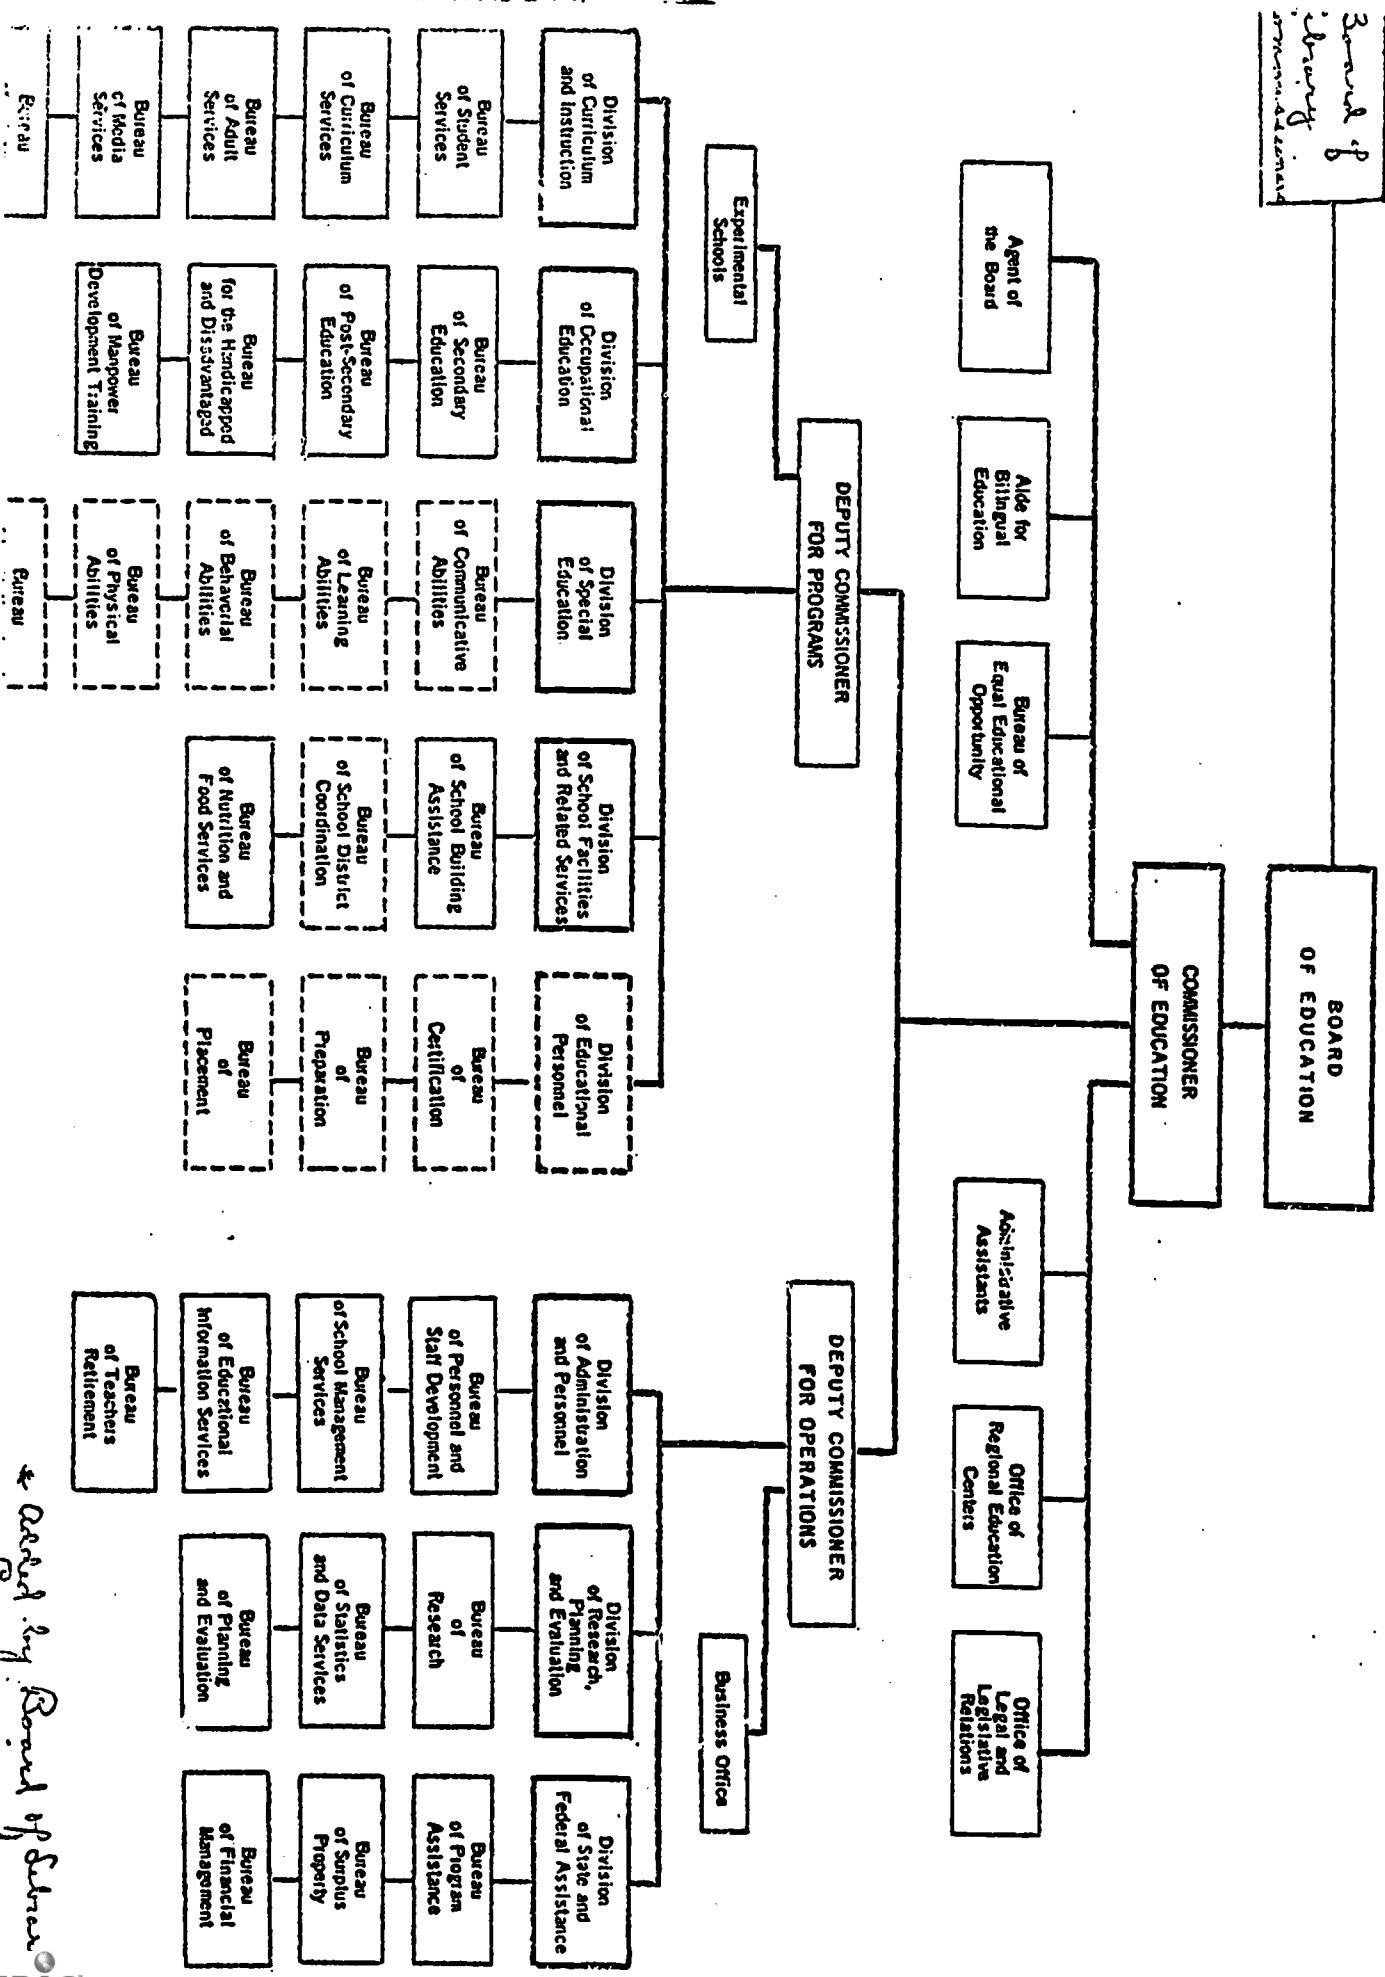 Board of
BOARD
OF EDUCATION
COMMISSIONER
OF EDUCATION
Agent of
the Board
Aide for
Bilingual
Education
Bureau of
Equal Educational
Opportunity
Administrative
Assistants
Office of
Regional Education
Centers
Office of
Legal and
Legislative
Relations
DEPUTY COMMISSIONER
FOR PROGRAMS
DEPUTY COMMISSIONER
FOR OPERATIONS
Experimental
Schools
Business Office
Division
of Curriculum
and Instruction
Division
of Occupational
Education
Division
of Special
Education
Division
of School Facilities
and Related Services
Division
of Educational
Personnel
Division
of Administration
and Personnel
Division
of Research,
Planning
and Evaluation
Division
of State and
Federal Assistance
Bureau
of Student
Services
Bureau
of Secondary
Education
Bureau
of Communicative
Abilities
Bureau
of School Building
Assistance
Bureau
of
Certification
Bureau
of Personnel and
Staff Development
Bureau
of
Research
Bureau
of Program
Assistance
Bureau
of Curriculum
Services
Bureau
of Post-Secondary
Education
Bureau
of Learning
Abilities
Bureau
of School District
Coordination
Bureau
of
Preparation
Bureau
of School Management
Services
Bureau
of Statistics
and Data Services
Bureau
of Surplus
Property
Bureau
of Adult
Services
Bureau
for the Handicapped
and Disadvantaged
Bureau
of Behavorial
Abilities
Bureau
of Nutrition and
Food Services
Bureau
of
Placement
Bureau
of Educational
Information Services
Bureau
of Planning
and Evaluation
Bureau
of Financial
Management
Bureau
of Media
Services
Bureau
of Manpower
Development Training
Bureau
of Physical
Abilities
Bureau
of Teachers
Retirement
Bureau
Bureau
* Added by Board of